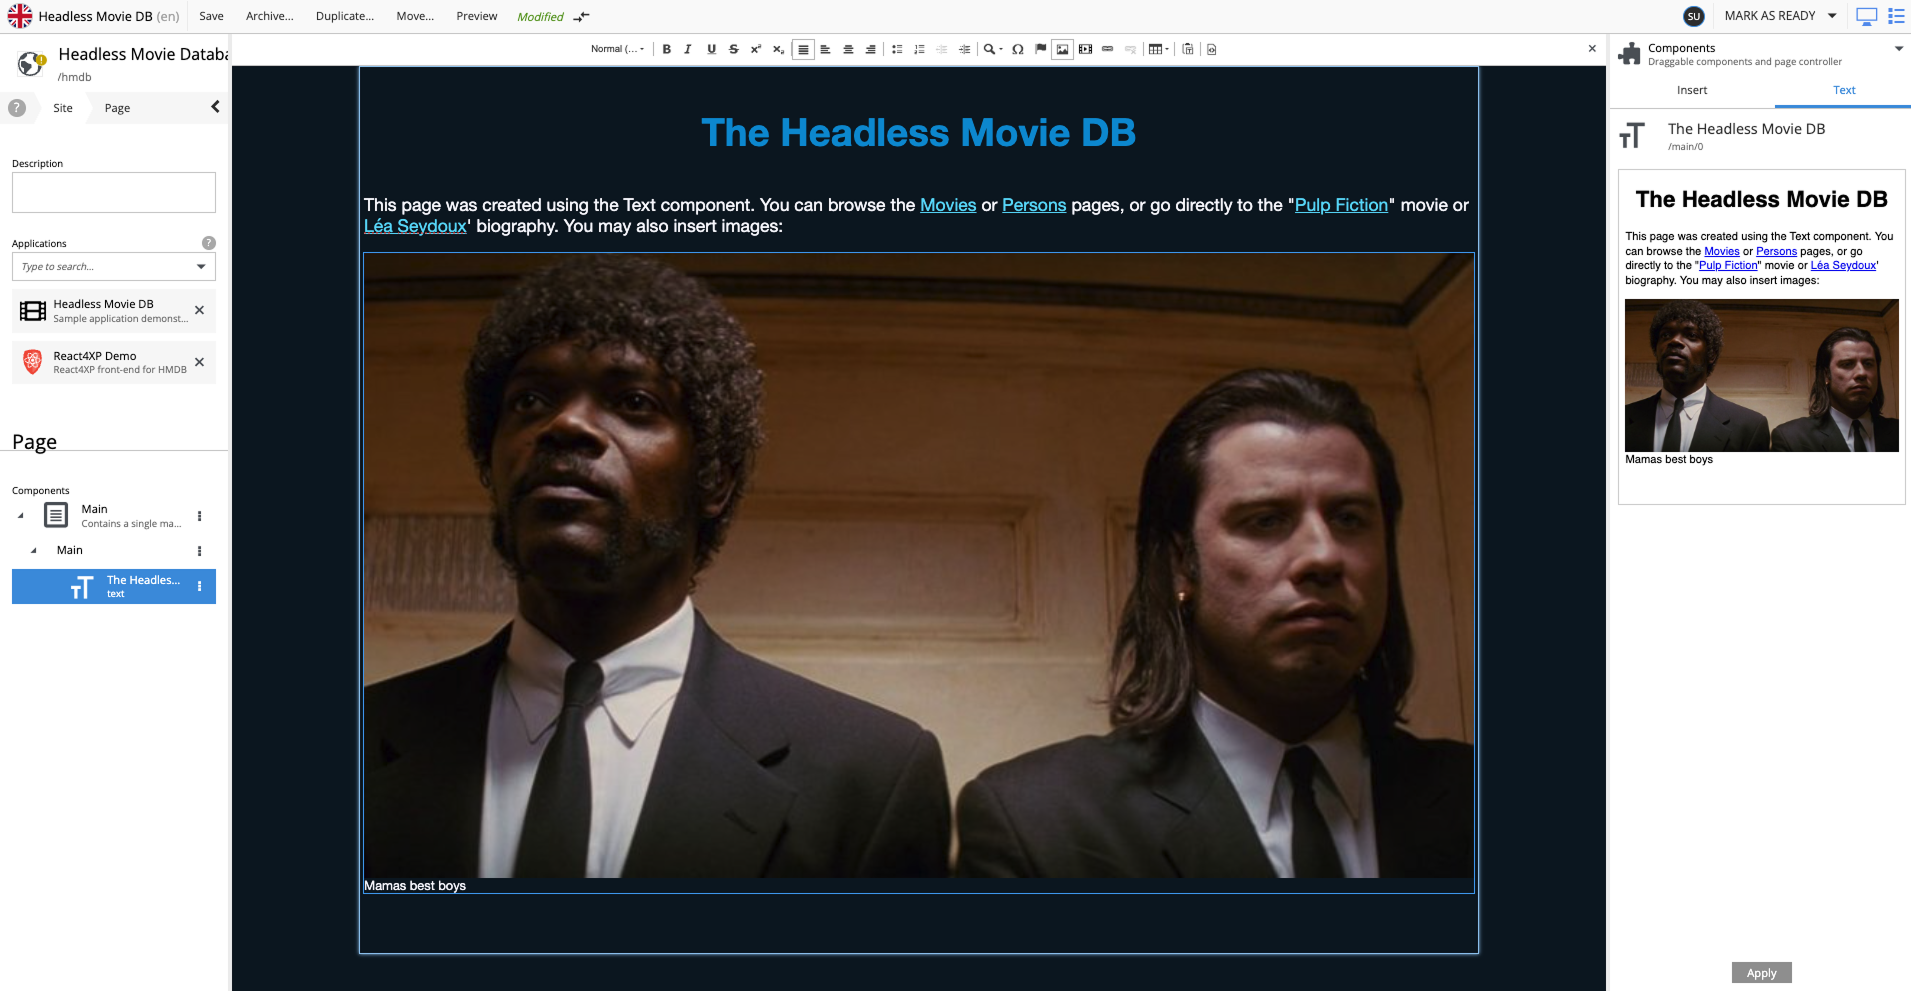 Headless Movie DB (en)
Save
Archive...
Duplicate...
Move...
Preview
Modified
SU
MARK AS READY
Headless Movie Databa
/hmdb
?
Site
Page
Description
Applications
?
Type to search...
Headless Movie DB
Sample application demonst...
React4XP Demo
React4XP front-end for HMDB
Page
Components
Main
Contains a single ma...
Main
The Headles...
text
Normal (...
B I U S x² x₂
The Headless Movie DB
This page was created using the Text component. You can browse the Movies or Persons pages, or go directly to the "Pulp Fiction" movie or
Léa Seydoux' biography. You may also insert images:
Mamas best boys
Components
Draggable components and page controller
Insert
Text
The Headless Movie DB
/main/0
The Headless Movie DB
This page was created using the Text component. You
can browse the Movies or Persons pages, or go
directly to the "Pulp Fiction" movie or Léa Seydoux'
biography. You may also insert images:
Mamas best boys
Apply